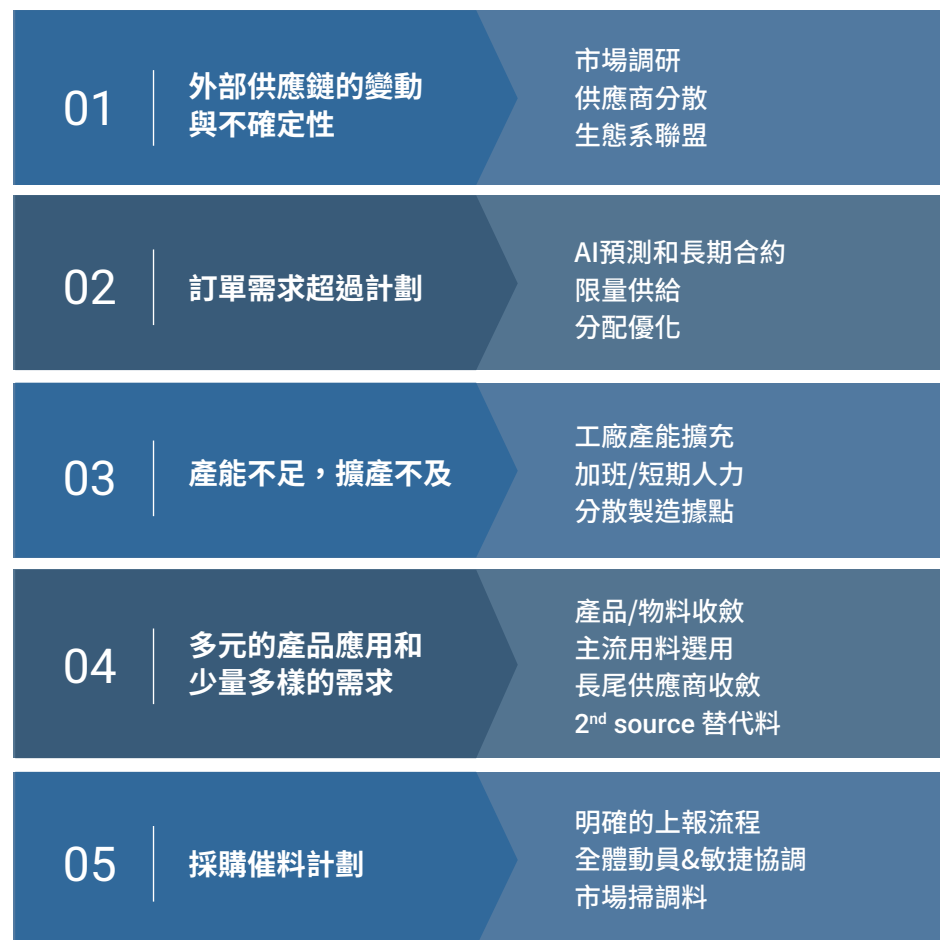 01
外部供應鏈的變動
與不確定性
市場調研
供應商分散
生態系聯盟
02
訂單需求超過計劃
AI預測和長期合約
限量供給
分配優化
03
產能不足，擴產不及
工廠產能擴充
加班/短期人力
分散製造據點
04
多元的產品應用和
少量多樣的需求
產品/物料收斂
主流用料選用
長尾供應商收斂
2nd source 替代料
05
採購催料計劃
明確的上報流程
全體動員&敏捷協調
市場掃調料